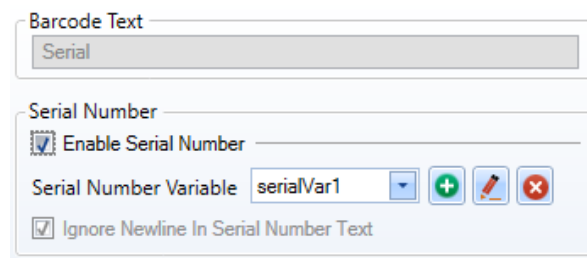 Barcode Text
Serial
Serial Number
Enable Serial Number
Serial Number Variable serialVar1
Ignore Newline In Serial Number Text